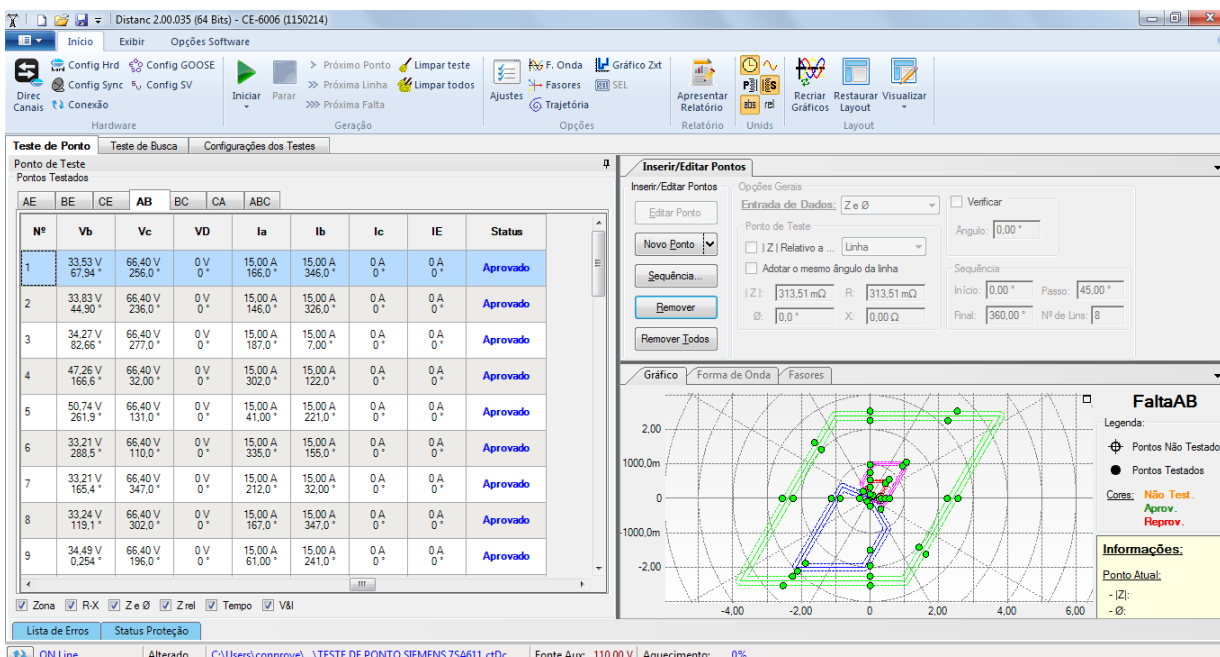 Distanc 2.00.035 (64 Bits) - CE-6006 (1150214)
Início Exibir Opções Software
Direc Canais
Config Hrd Config GOOSE
Config Sync Config SV
Conexão
Hardware
Iniciar Parar
Próximo Ponto Limpar teste
Próxima Linha Limpar todos
Próxima Falta
Geração
Ajustes
F. Onda Gráfico Zxt
Fasores SEL
Trajetória
Opções
Apresentar Relatório
Relatório
abs rel
Unids
Recriar Gráficos Restaurar Layout Visualizar
Layout
Teste de Ponto Teste de Busca Configurações dos Testes
Ponto de Teste
Pontos Testados
AE BE CE AB BC CA ABC
Nº Vb Vc VD Ia Ib Ic IE Status
1 33,53 V 66,40 V 0 V 15,00 A 15,00 A 0 A 0 A Aprovado
67,94 ° 256,0 ° 0 ° 166,0 ° 346,0 ° 0 ° 0 °
2 33,83 V 66,40 V 0 V 15,00 A 15,00 A 0 A 0 A Aprovado
44,90 ° 236,0 ° 0 ° 146,0 ° 326,0 ° 0 ° 0 °
3 34,27 V 66,40 V 0 V 15,00 A 15,00 A 0 A 0 A Aprovado
82,66 ° 277,0 ° 0 ° 187,0 ° 7,00 ° 0 ° 0 °
4 47,26 V 66,40 V 0 V 15,00 A 15,00 A 0 A 0 A Aprovado
166,6 ° 32,00 ° 0 ° 302,0 ° 122,0 ° 0 ° 0 °
5 50,74 V 66,40 V 0 V 15,00 A 15,00 A 0 A 0 A Aprovado
261,9 ° 131,0 ° 0 ° 41,00 ° 221,0 ° 0 ° 0 °
6 33,21 V 66,40 V 0 V 15,00 A 15,00 A 0 A 0 A Aprovado
288,5 ° 110,0 ° 0 ° 335,0 ° 155,0 ° 0 ° 0 °
7 33,21 V 66,40 V 0 V 15,00 A 15,00 A 0 A 0 A Aprovado
165,4 ° 347,0 ° 0 ° 212,0 ° 32,00 ° 0 ° 0 °
8 33,24 V 66,40 V 0 V 15,00 A 15,00 A 0 A 0 A Aprovado
119,1 ° 302,0 ° 0 ° 167,0 ° 347,0 ° 0 ° 0 °
9 34,49 V 66,40 V 0 V 15,00 A 15,00 A 0 A 0 A Aprovado
0,254 196,0 ° 0 ° 61,00 ° 241,0 ° 0 ° 0 °
Zona R-X Z e Ø Z rel Tempo V&I
Lista de Erros Status Proteção
Inserir/Editar Pontos
Inserir/Editar Pontos
Editar Ponto
Novo Ponto
Sequência...
Remover
Remover Todos
Opções Gerais
Entrada de Dados: Z e Ø
Ponto de Teste
| Z | Relativo a ... Linha
Adotar o mesmo ângulo da linha
| Z |: 313,51 mΩ R: 313,51 mΩ
Ø: 0,0 ° X: 0,00 Ω
Verificar
Ângulo: 0,00 °
Sequência
Início: 0,00 ° Passo: 45,00 °
Final: 360,00 ° Nº de Lins: 8
Gráfico Forma de Onda Fasores
2,00
1000,0m
0
-1000,0m
-2,00
-4,00 -2,00 0 2,00 4,00 6,00
FaltaAB
Legenda:
Pontos Não Testado
Pontos Testados
Cores: Não Test.
Aprov.
Reprov.
Informações:
Ponto Atual:
- |Z|:
- Ø:
ON Line Alterado C:\Users\conprove\...\TESTE DE PONTO SIEMENS 7SA611.ctDc Fonte Aux: 110,00 V Aquecimento: 0%